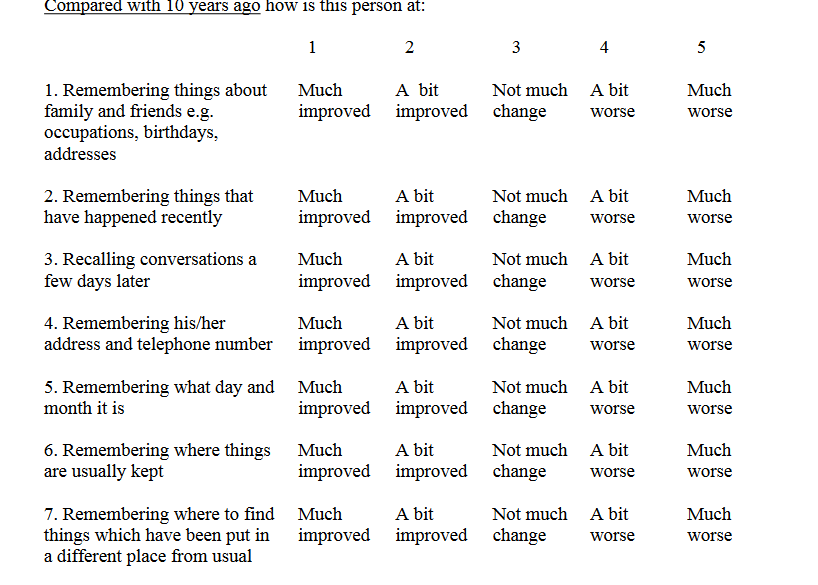 Compared with 10 years ago how is this person at:
1 2 3 4 5
1. Remembering things about Much A bit Not much A bit Much
family and friends e.g. improved improved change worse worse
occupations, birthdays,
addresses
2. Remembering things that Much A bit Not much A bit Much
have happened recently improved improved change worse worse
3. Recalling conversations a Much A bit Not much A bit Much
few days later improved improved change worse worse
4. Remembering his/her Much A bit Not much A bit Much
address and telephone number improved improved change worse worse
5. Remembering what day and Much A bit Not much A bit Much
month it is improved improved change worse worse
6. Remembering where things Much A bit Not much A bit Much
are usually kept improved improved change worse worse
7. Remembering where to find Much A bit Not much A bit Much
things which have been put in improved improved change worse worse
a different place from usual